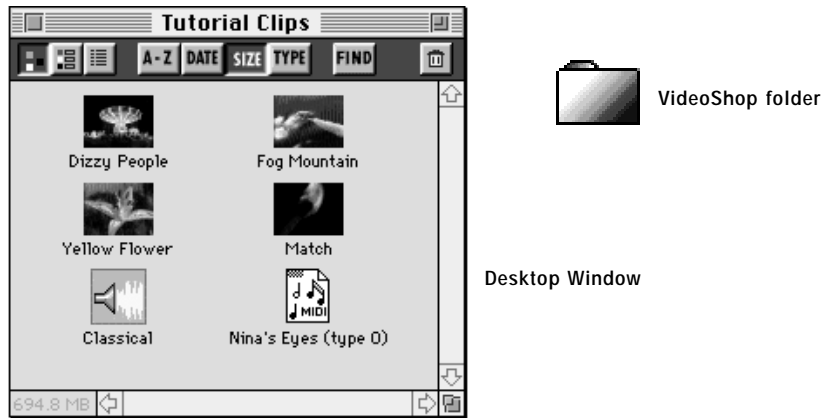 Tutorial Clips
A-Z DATE SIZE TYPE FIND
VideoShop folder
Dizzy People Fog Mountain
Yellow Flower Match
Desktop Window
MIDI
Classical Nina's Eyes (type 0)
694.8 MB